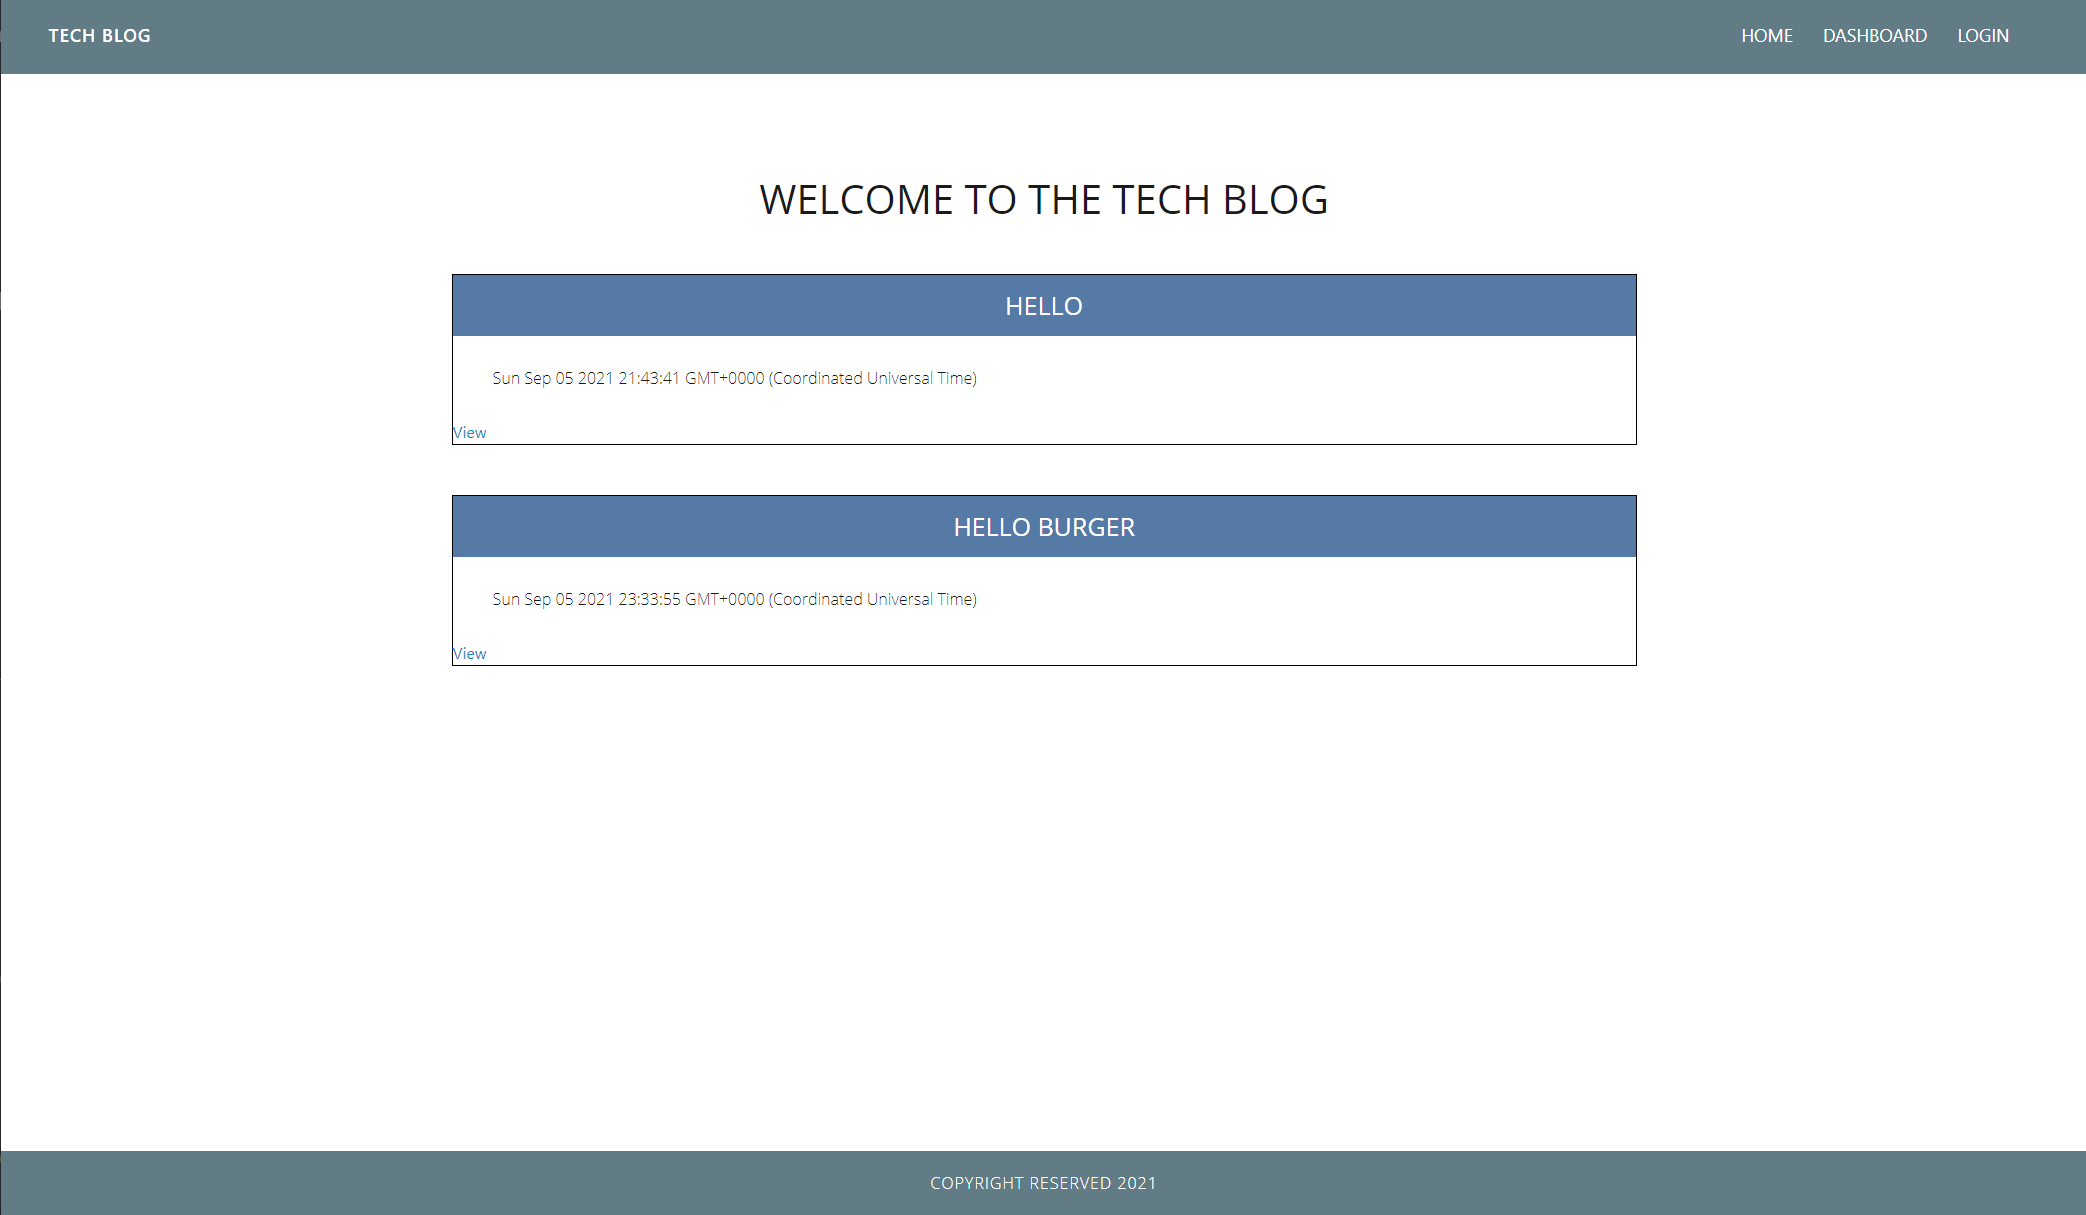 TECH BLOG
HOME DASHBOARD LOGIN
WELCOME TO THE TECH BLOG
HELLO
Sun Sep 05 2021 21:43:41 GMT+0000 (Coordinated Universal Time)
View
HELLO BURGER
Sun Sep 05 2021 23:33:55 GMT+0000 (Coordinated Universal Time)
View
COPYRIGHT RESERVED 2021